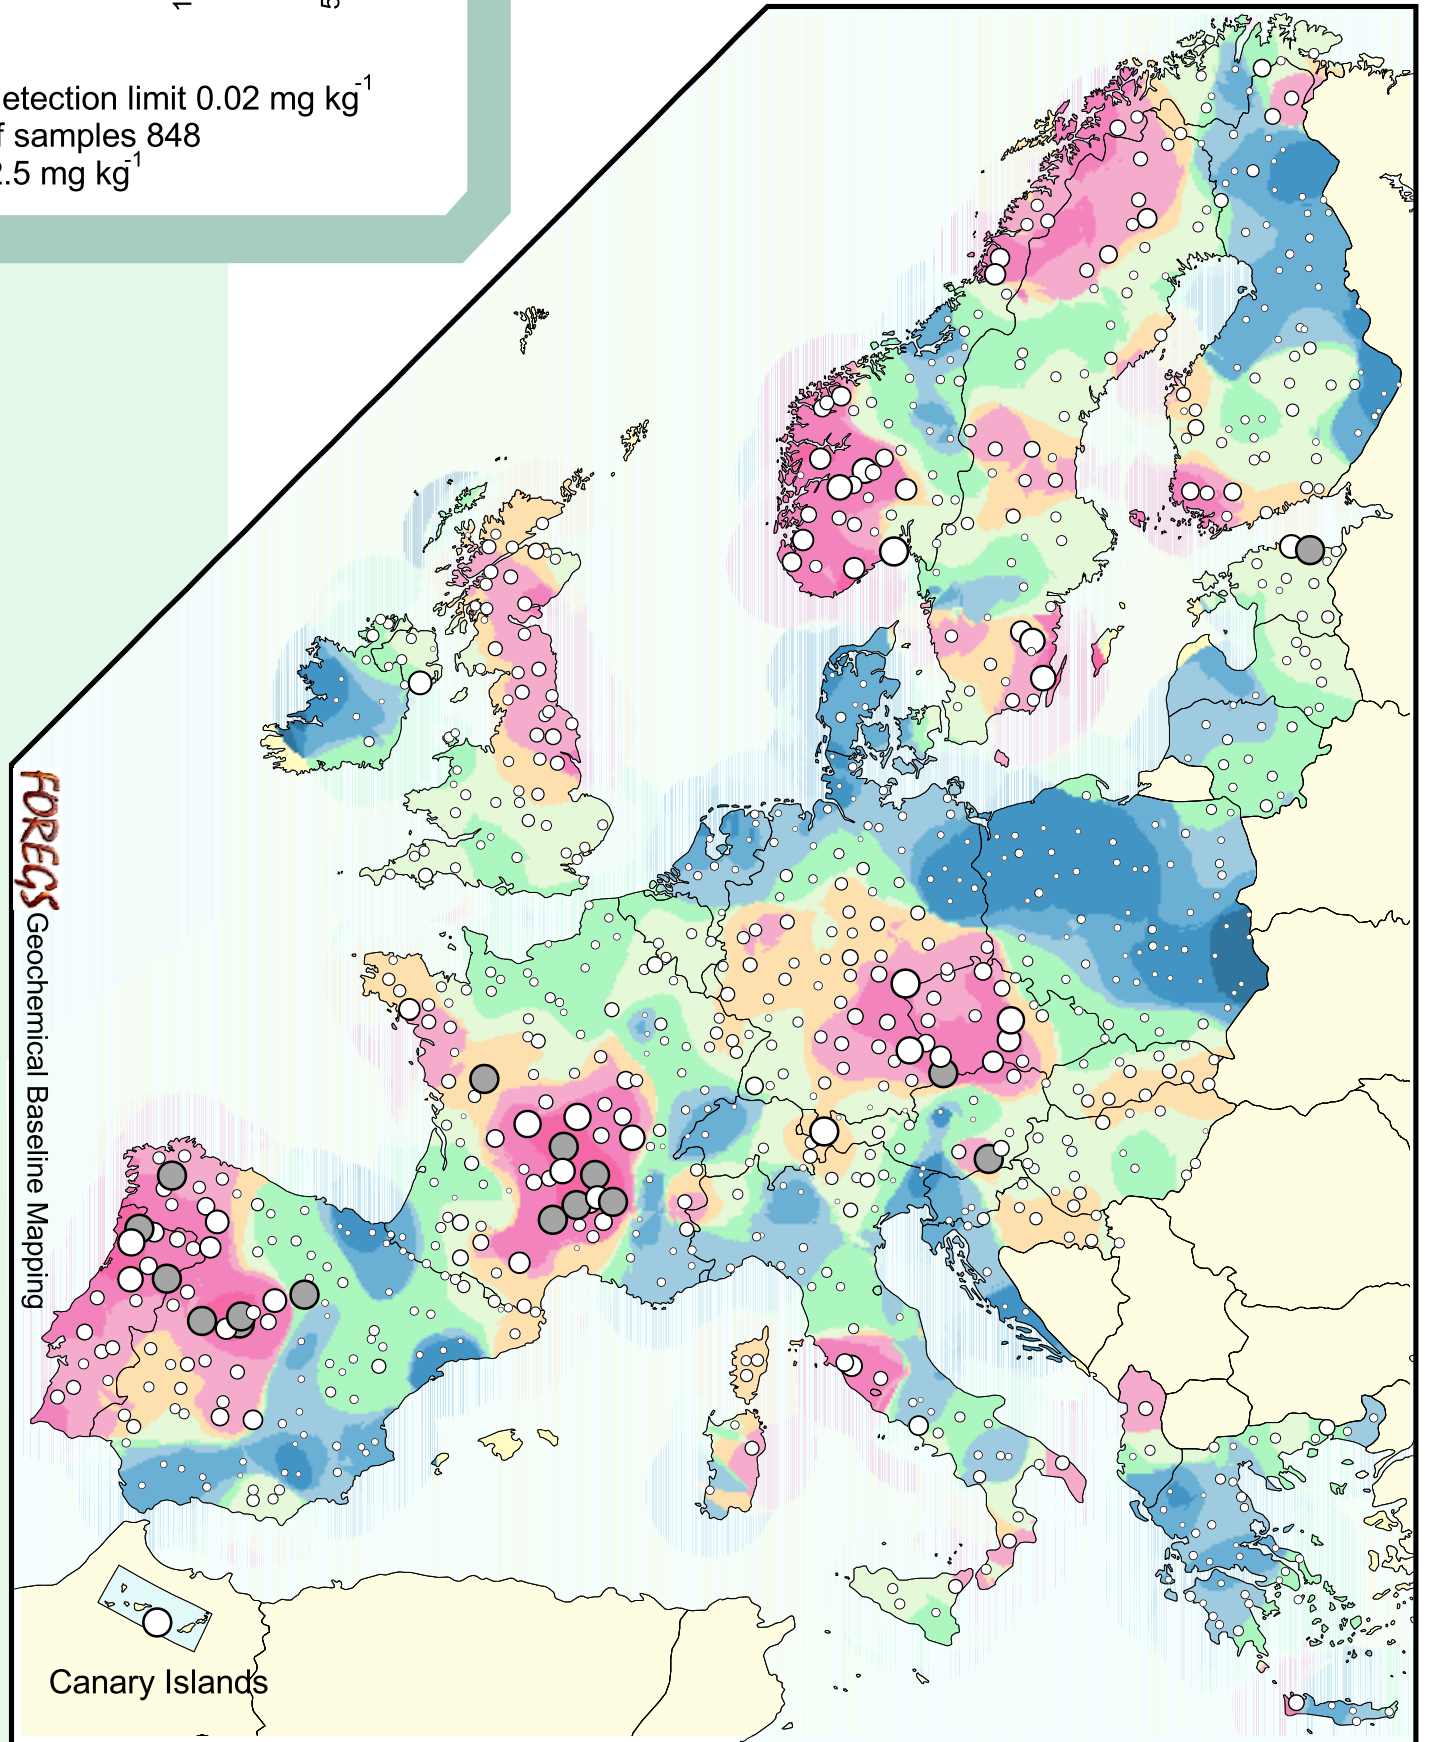 etection limit 0.02 mg kg-1
f samples 848
2.5 mg kg-1
FOREGS Geochemical Baseline Mapping
Canary Islands